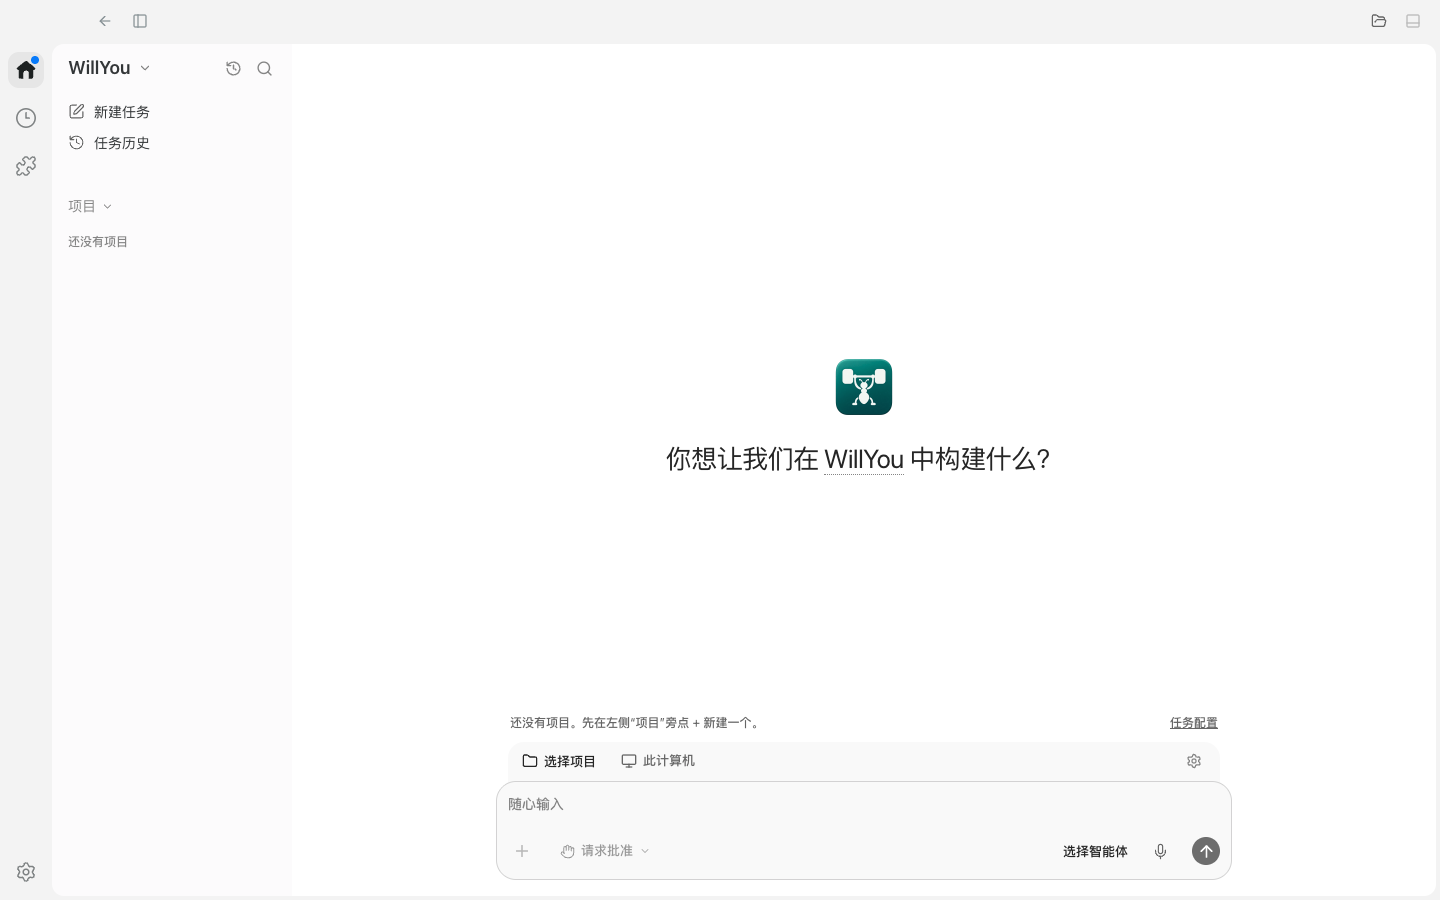 WillYou
新建任务
任务历史
项目
还没有项目
你想让我们在 WillYou 中构建什么？
还没有项目。先在左侧“项目”旁点 + 新建一个。
任务配置
选择项目
此计算机
随心输入
请求批准
选择智能体